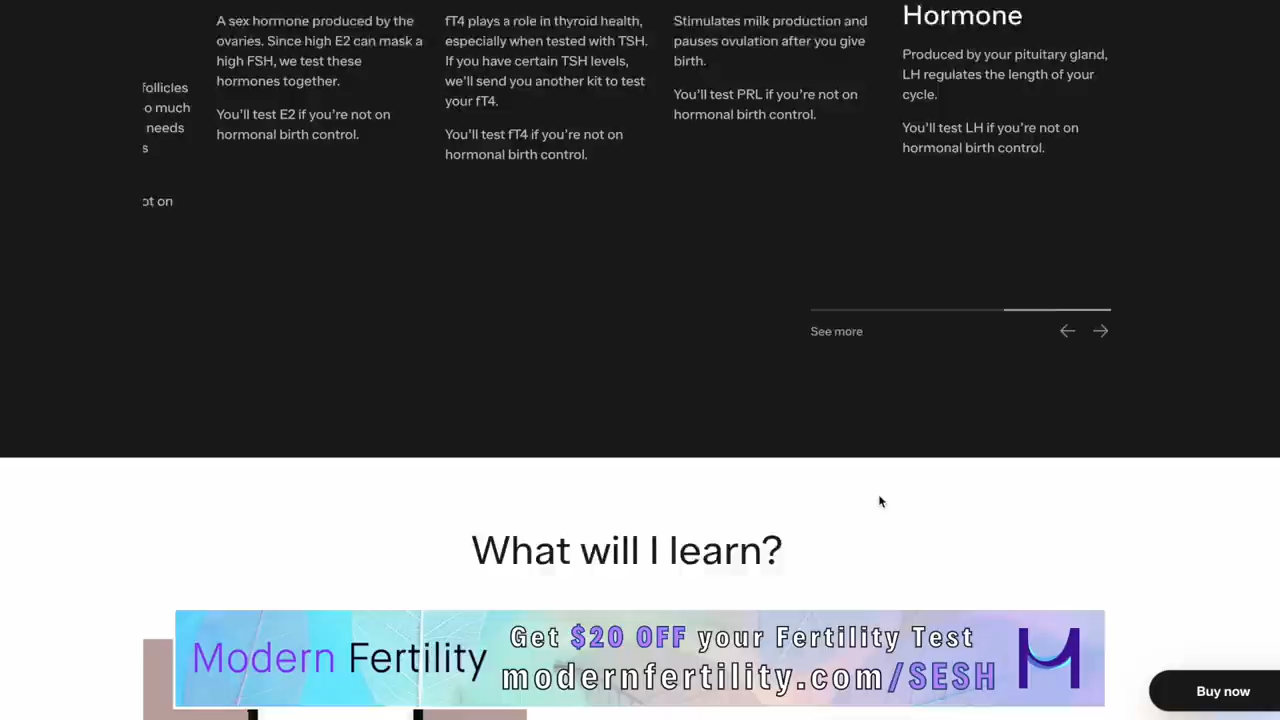 follicles
so much
needs
s
ot on
A sex hormone produced by the
ovaries. Since high E2 can mask a
high FSH, we test these
hormones together.
You'll test E2 if you're not on
hormonal birth control.
fT4 plays a role in thyroid health,
especially when tested with TSH.
If you have certain TSH levels,
we'll send you another kit to test
your fT4.
You'll test fT4 if you're not on
hormonal birth control.
Stimulates milk production and
pauses ovulation after you give
birth.
You'll test PRL if you're not on
hormonal birth control.
Hormone
Produced by your pituitary gland,
LH regulates the length of your
cycle.
You'll test LH if you're not on
hormonal birth control.
See more
What will I learn?
Modern Fertility
Get $20 OFF your Fertility Test
modernfertility.com/SESH
M
Buy now